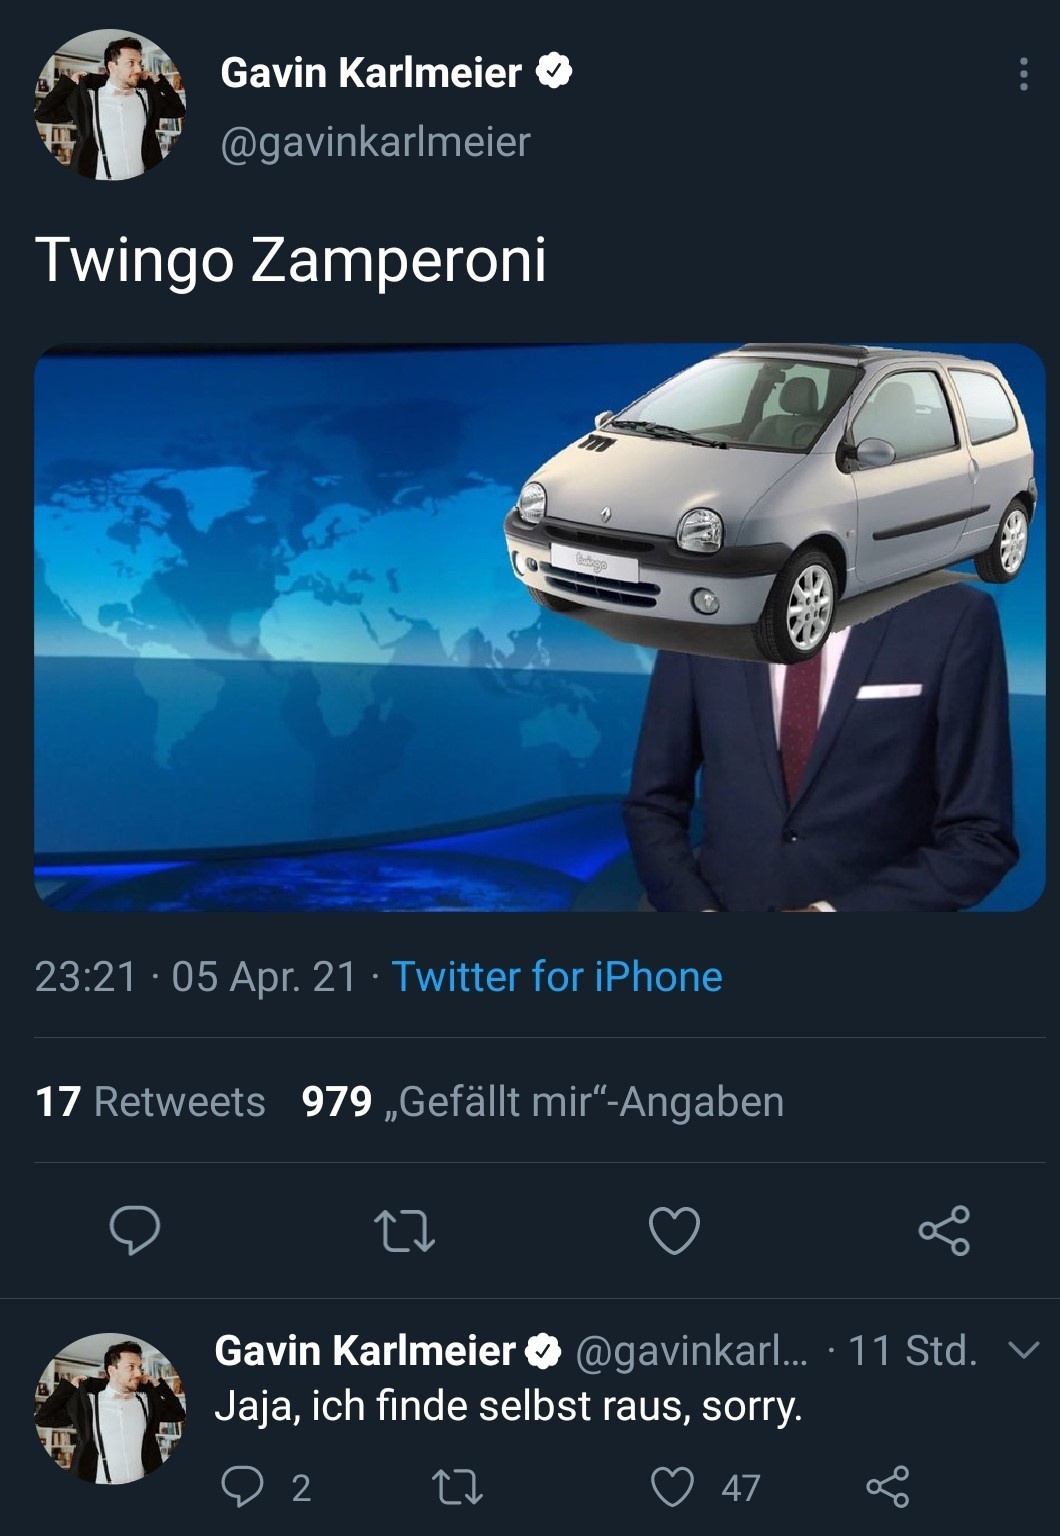 Gavin Karlmeier
@gavinkarlmeier
Twingo Zamperoni
twingo
23:21 · 05 Apr. 21 · Twitter for iPhone
17 Retweets 979 „Gefällt mir“-Angaben
Gavin Karlmeier @gavinkarl... · 11 Std.
Jaja, ich finde selbst raus, sorry.
2 47